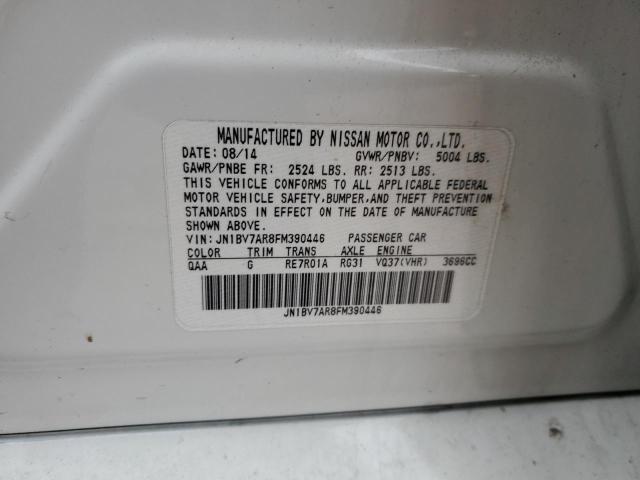 MANUFACTURED BY NISSAN MOTOR CO.,LTD.
DATE: 08/14 GVWR/PNBV: 5004 LBS.
GAWR/PNBE FR: 2524 LBS. RR: 2513 LBS.
THIS VEHICLE CONFORMS TO ALL APPLICABLE FEDERAL
MOTOR VEHICLE SAFETY,BUMPER,AND THEFT PREVENTION
STANDARDS IN EFFECT ON THE DATE OF MANUFACTURE
SHOWN ABOVE.
VIN: JN1BV7AR8FM390446 PASSENGER CAR
COLOR TRIM TRANS AXLE ENGINE
QAA G RE7R01A RG31 VQ37(VHR) 3696CC
JN1BV7AR8FM390446